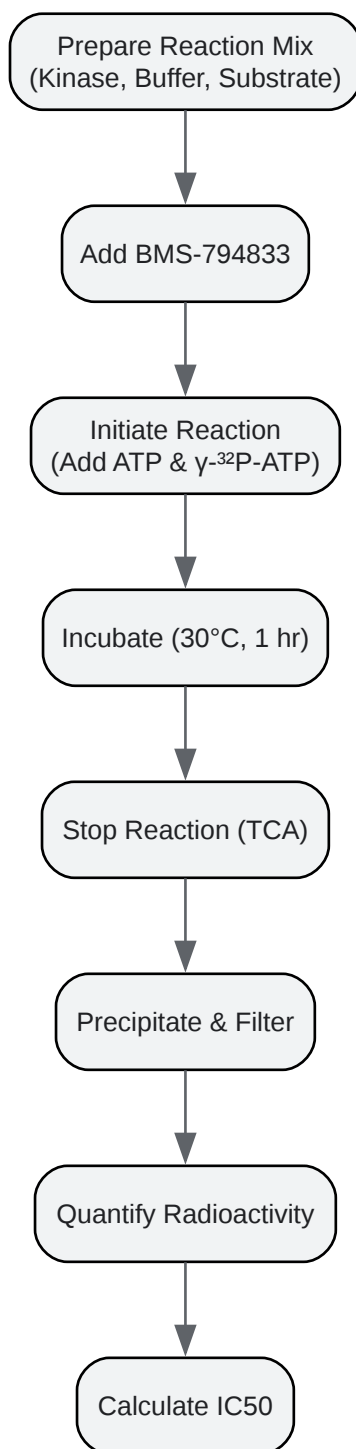 Prepare Reaction Mix
(Kinase, Buffer, Substrate)
Add BMS-794833
Initiate Reaction
(Add ATP & γ-³²P-ATP)
Incubate (30°C, 1 hr)
Stop Reaction (TCA)
Precipitate & Filter
Quantify Radioactivity
Calculate IC50